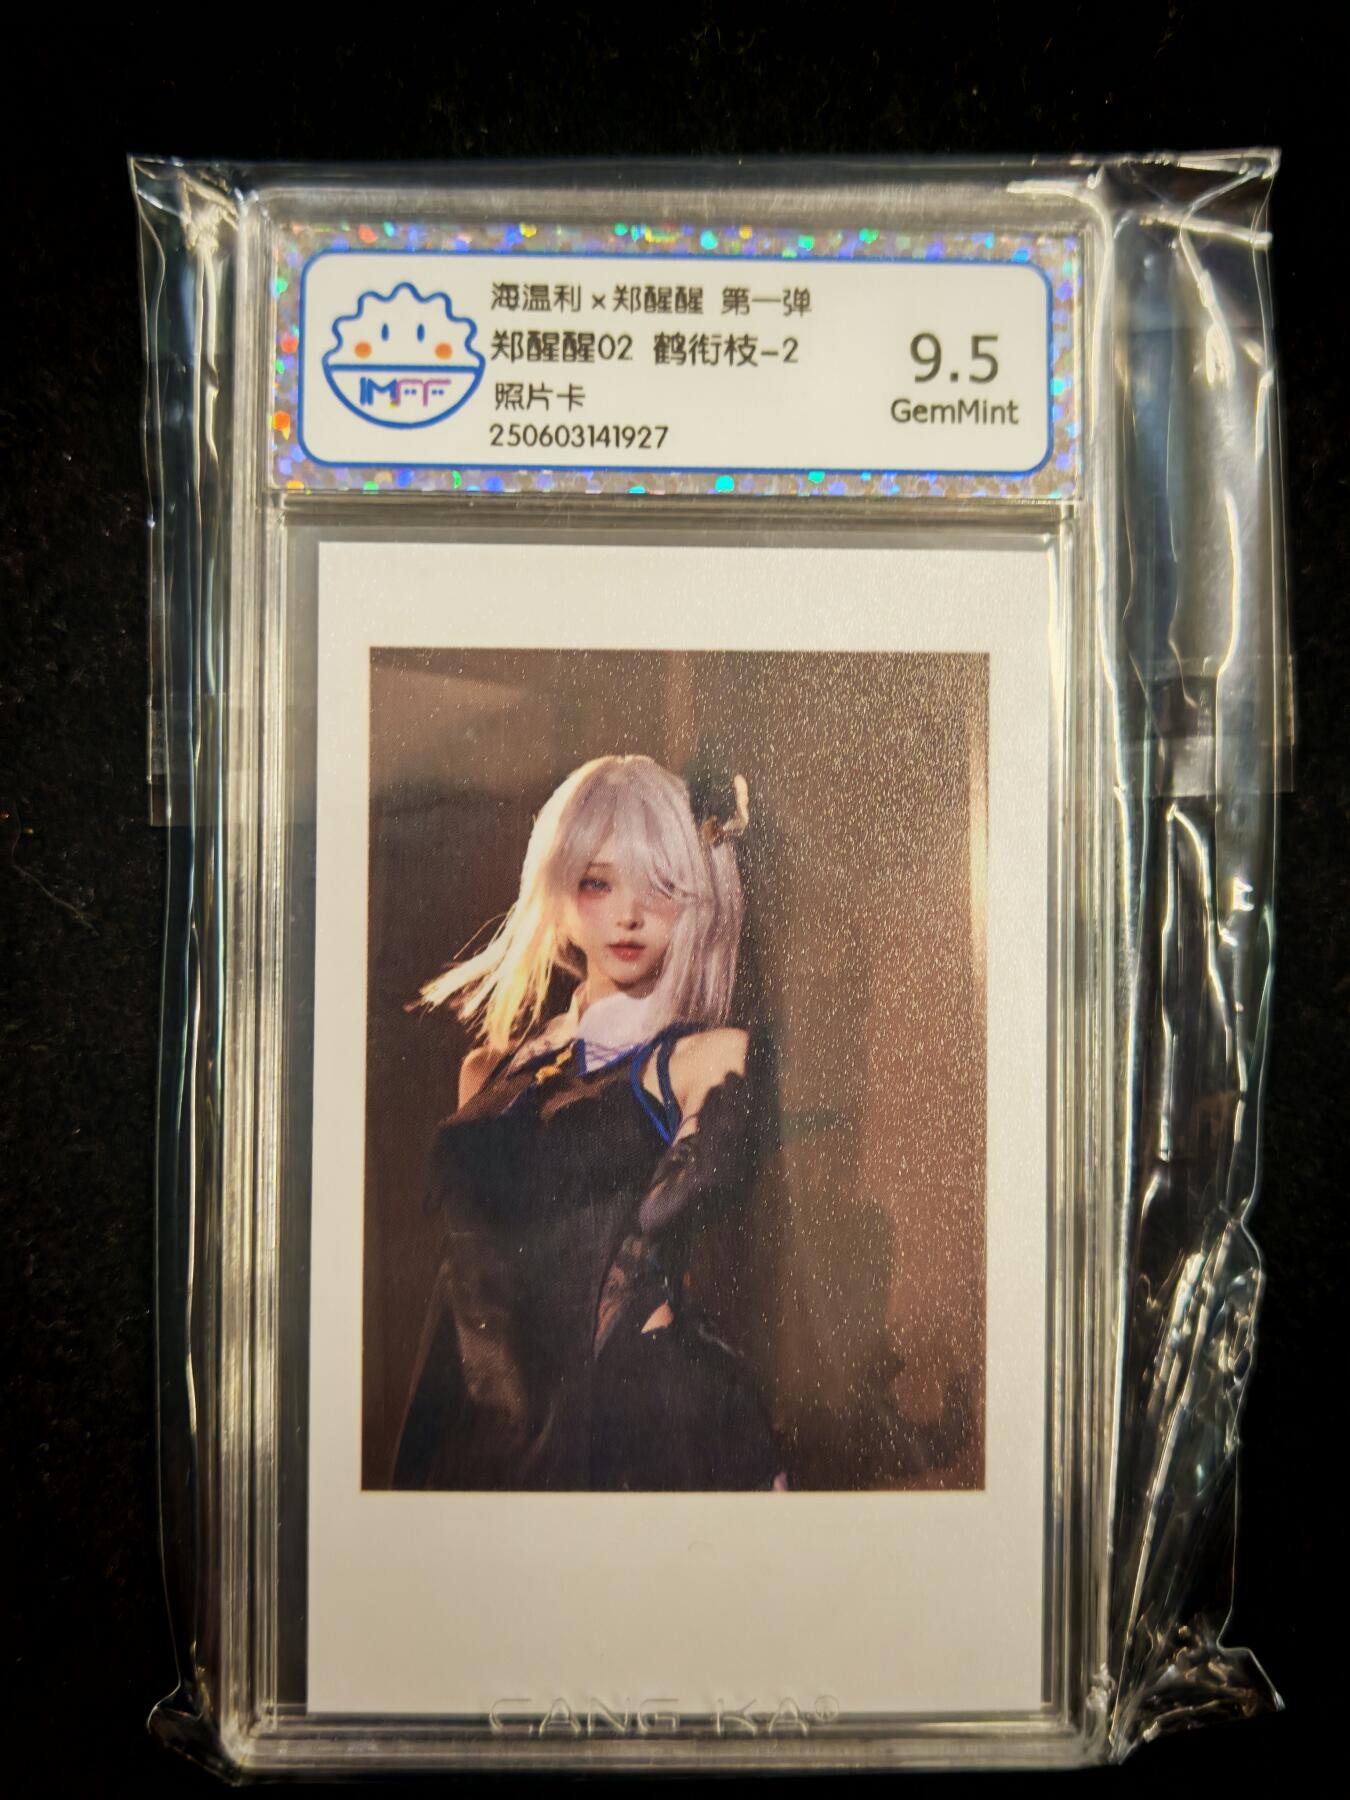 海温利×郑醒醒 第一弹
郑醒醒02 鹤衔枝-2
照片卡
250603141927
9.5
GemMint
IMFF
CANG KA®